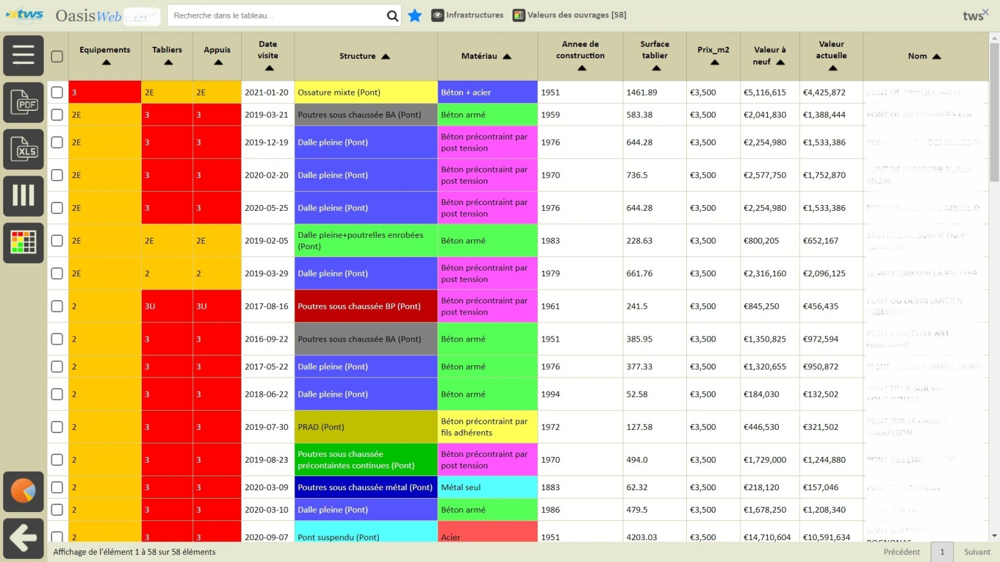 tws OasisWeb Recherche dans le tableau... Infrastructures Valeurs des ouvrages [58] tws
Equipements Tabliers Appuis Date visite Structure Matériau Annee de construction Surface tablier Prix_m2 Valeur à neuf Valeur actuelle Nom
3 2E 2E 2021-01-20 Ossature mixte (Pont) Béton + acier 1951 1461.89 €3,500 €5,116,615 €4,425,872 PONT DE TRINQUETAILLE
PDF
2E 3 3 2019-03-21 Poutres sous chaussée BA (Pont) Béton armé 1959 583.38 €3,500 €2,041,830 €1,388,444 PONT DE MEYRARGUES EDF
XLS
2E 3 3 2019-12-19 Dalle pleine (Pont) Béton précontraint par post tension 1976 644.28 €3,500 €2,254,980 €1,533,386 DES MILLES G
2E 3 3 2020-02-20 Dalle pleine (Pont) Béton précontraint par post tension 1970 736.5 €3,500 €2,577,750 €1,752,870 PONT DE L'HUILERIE SUR LA RN296
2E 3 3 2020-05-25 Dalle pleine (Pont) Béton précontraint par post tension 1976 644.28 €3,500 €2,254,980 €1,533,386 DES MILLES D
2E 2E 2E 2019-02-05 Dalle pleine+poutrelles enrobées (Pont) Béton armé 1983 228.63 €3,500 €800,205 €652,167 BRETELLE DE SORTIE DU (GAUCHE)
2E 2 2 2019-03-29 Dalle pleine (Pont) Béton précontraint par post tension 1979 661.76 €3,500 €2,316,160 €2,096,125 SUR LA RN 1569
2 3U 3U 2017-08-16 Poutres sous chaussée BP (Pont) Béton précontraint par post tension 1961 241.5 €3,500 €845,250 €456,435 PONT DU DEVIN (ANCIEN
2 3 3 2016-09-22 Poutres sous chaussée BA (Pont) Béton armé 1951 385.95 €3,500 €1,350,825 €972,594 PONT / BRETELLE A51 GARDANNE
2 3 3 2017-05-22 Dalle pleine (Pont) Béton armé 1976 377.33 €3,500 €1,320,655 €950,872 PI SUR VOIE ZI ROGNAC NORD
2 3 3 2018-06-22 Dalle pleine (Pont) Béton armé 1994 52.58 €3,500 €184,030 €132,502 PONT NEUF SUR VOIE COMMUNALE
2 3 3 2019-07-30 PRAD (Pont) Béton précontraint par fils adhérents 1972 127.58 €3,500 €446,530 €321,502 PONT SUR LE GRAND ANGUILLON
2 3 3 2019-08-23 Poutres sous chaussée précontaintes continues (Pont) Béton précontraint par post tension 1970 494.0 €3,500 €1,729,000 €1,244,880 PONT DES
2 3 3 2020-03-09 Poutres sous chaussée métal (Pont) Métal seul 1883 62.32 €3,500 €218,120 €157,046 PONT DE
2 3 3 2020-03-10 Dalle pleine (Pont) Béton armé 1986 479.5 €3,500 €1,678,250 €1,208,340
2 3 3 2020-09-07 Pont suspendu (Pont) Acier 1951 4203.03 €3,500 €14,710,604 €10,591,634 PONT SUSPENDU DE ROGNONAS
Affichage de l'élément 1 à 58 sur 58 éléments Précédent 1 Suivant